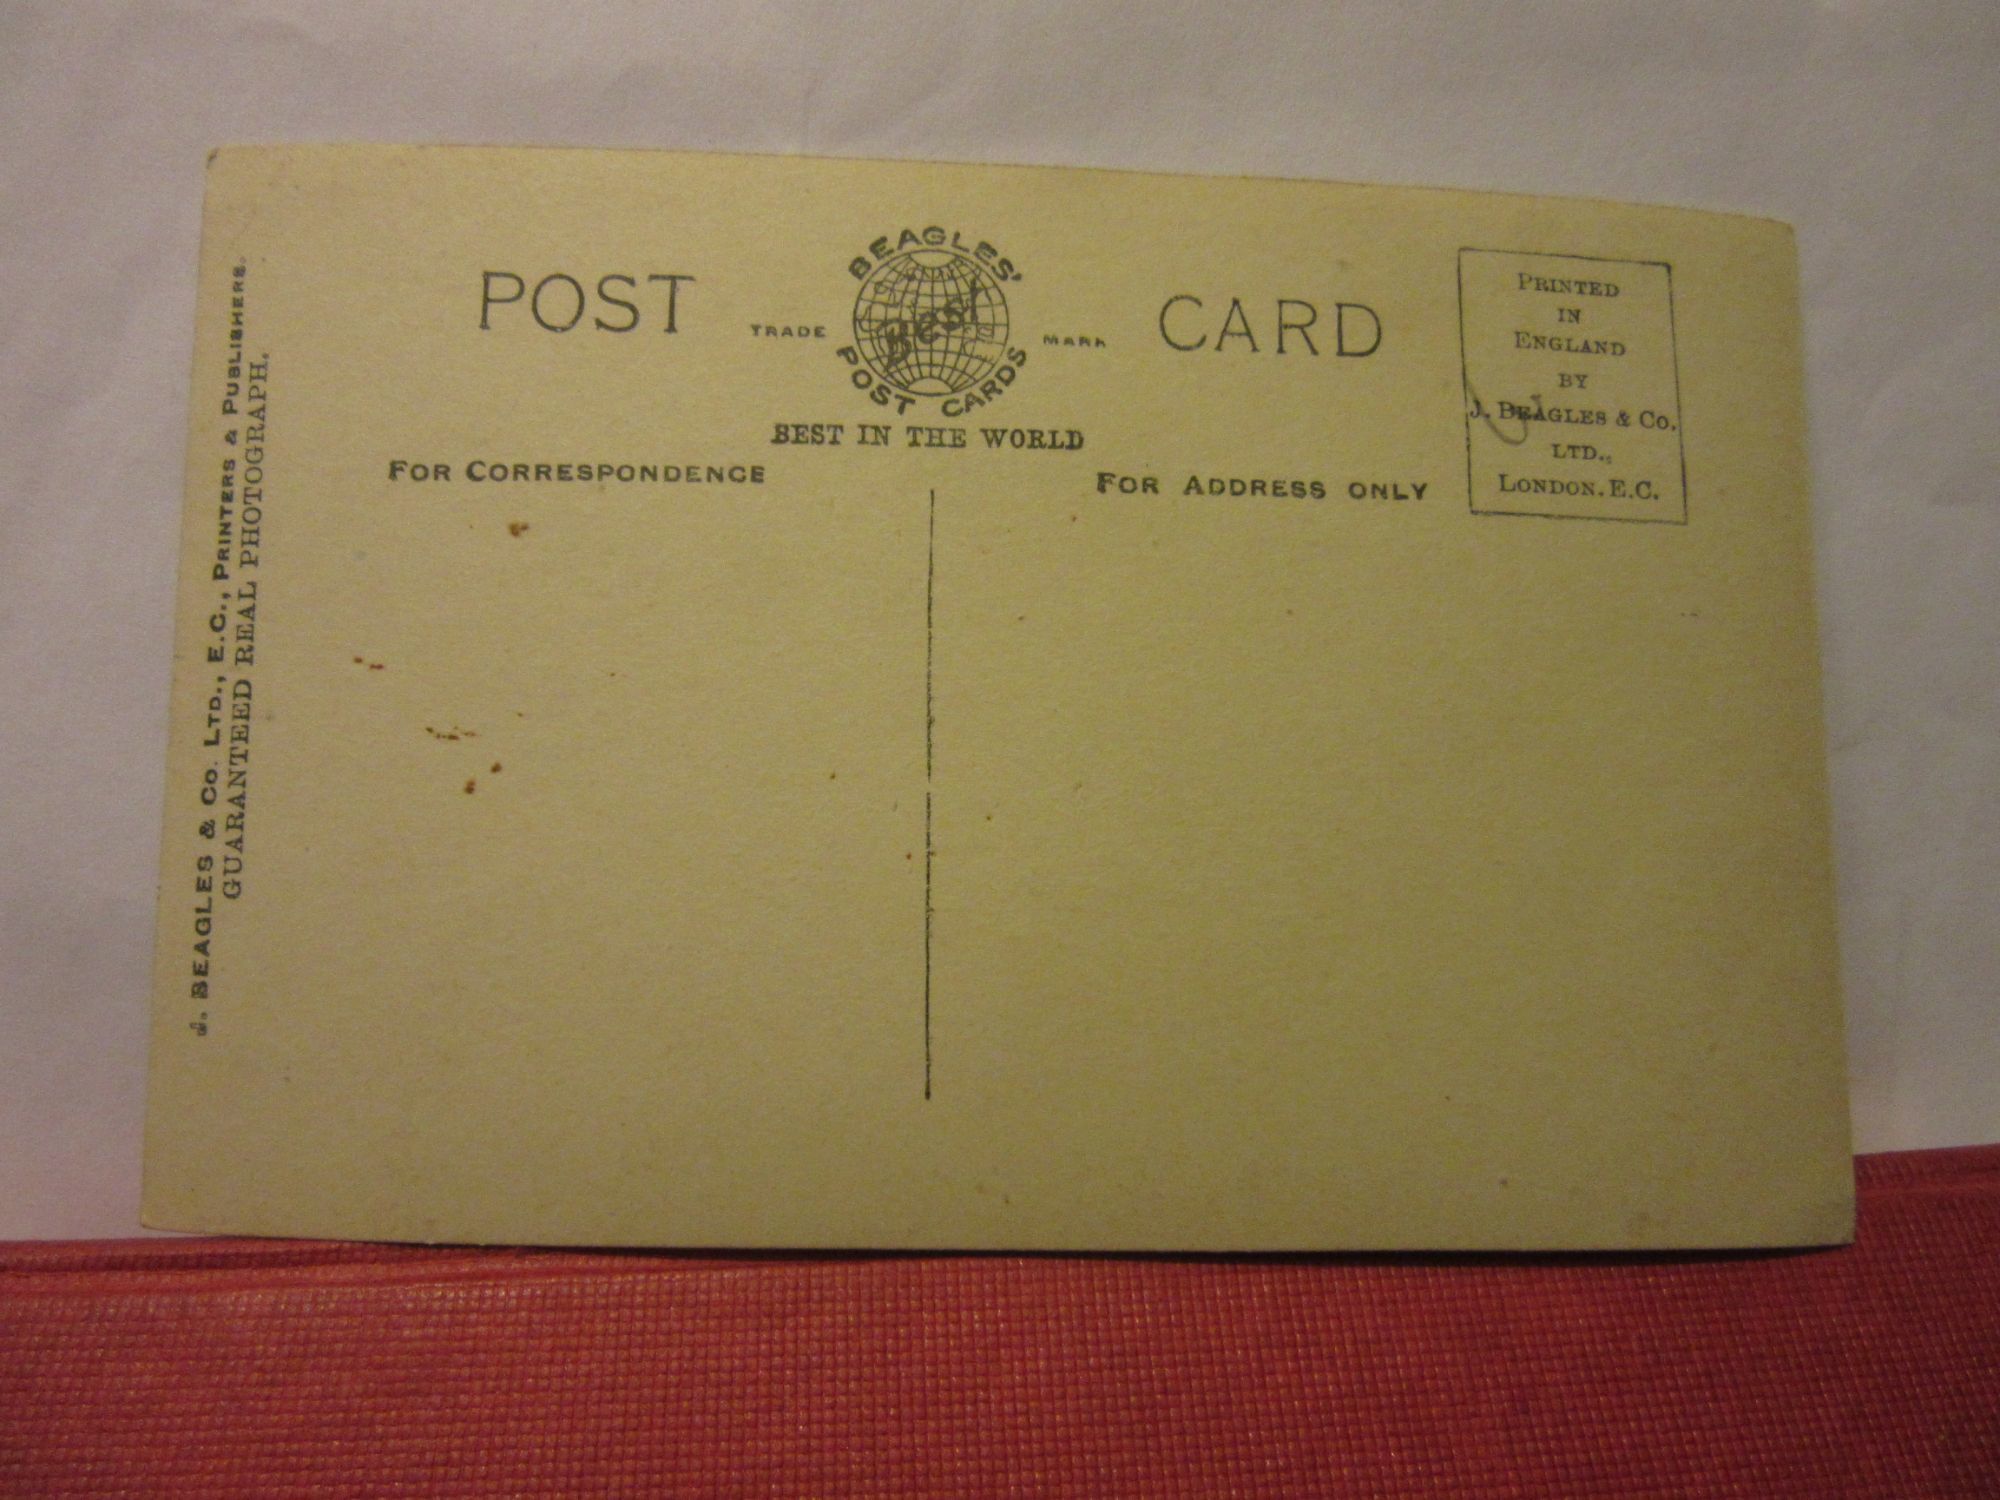 POST CARD
BEAGLES'
Best
POST CARDS
TRADE MARK
BEST IN THE WORLD
FOR CORRESPONDENCE
FOR ADDRESS ONLY
PRINTED
IN
ENGLAND
BY
J. BEAGLES & CO.
LTD.,
LONDON. E.C.
J. BEAGLES & CO. LTD., E.C., PRINTERS & PUBLISHERS.
GUARANTEED REAL PHOTOGRAPH.